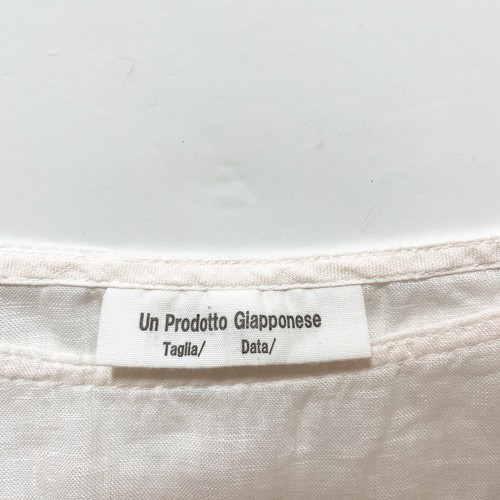 Un Prodotto Giapponese
Taglia/ Data/